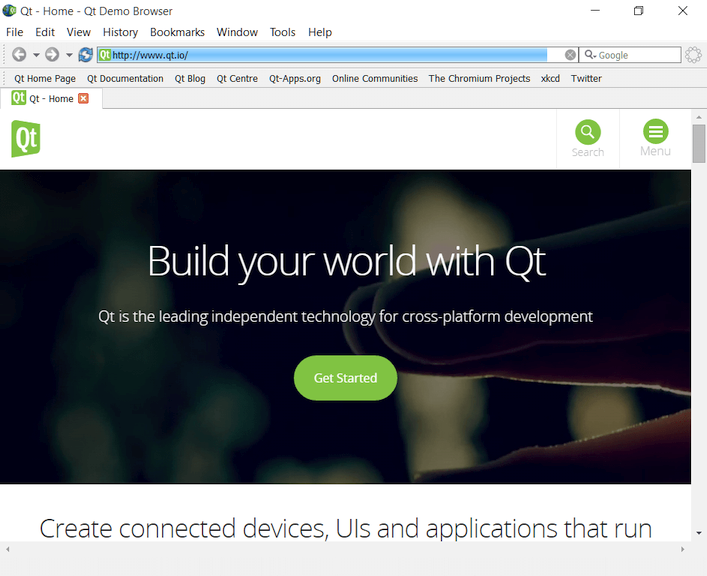 Qt - Home - Qt Demo Browser
File Edit View History Bookmarks Window Tools Help
Qt http://www.qt.io/ Google
Qt Home Page Qt Documentation Qt Blog Qt Centre Qt-Apps.org Online Communities The Chromium Projects xkcd Twitter
Qt Qt - Home
Qt
Search Menu
Build your world with Qt
Qt is the leading independent technology for cross-platform development
Get Started
Create connected devices, UIs and applications that run